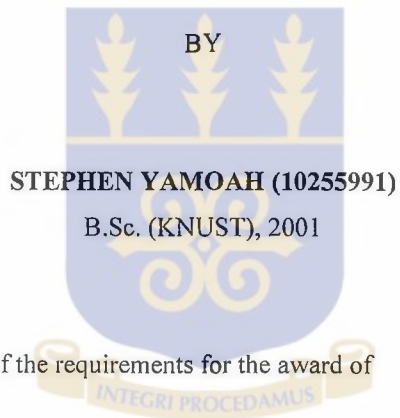 BY
STEPHEN YAMOAH (10255991)
B.Sc. (KNUST), 2001
f the requirements for the award of
INTEGRI PROCEDAMUS